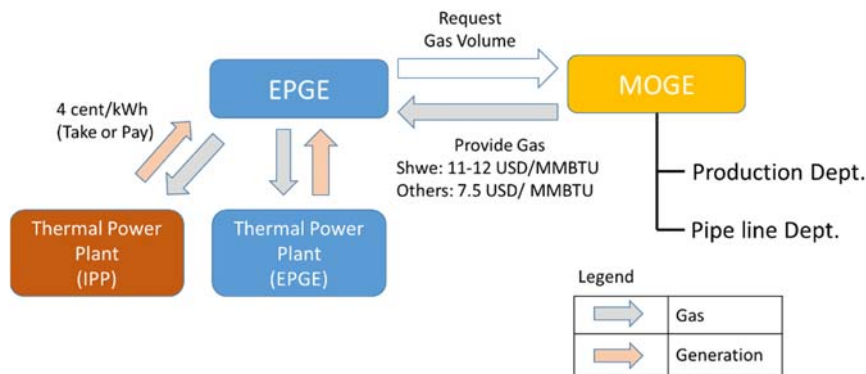 Request
Gas Volume
EPGE
MOGE
4 cent/kWh
(Take or Pay)
Provide Gas
Shwe: 11-12 USD/MMBTU
Others: 7.5 USD/ MMBTU
Production Dept.
Pipe line Dept.
Thermal Power
Plant
(IPP)
Thermal Power
Plant
(EPGE)
Legend
Gas
Generation